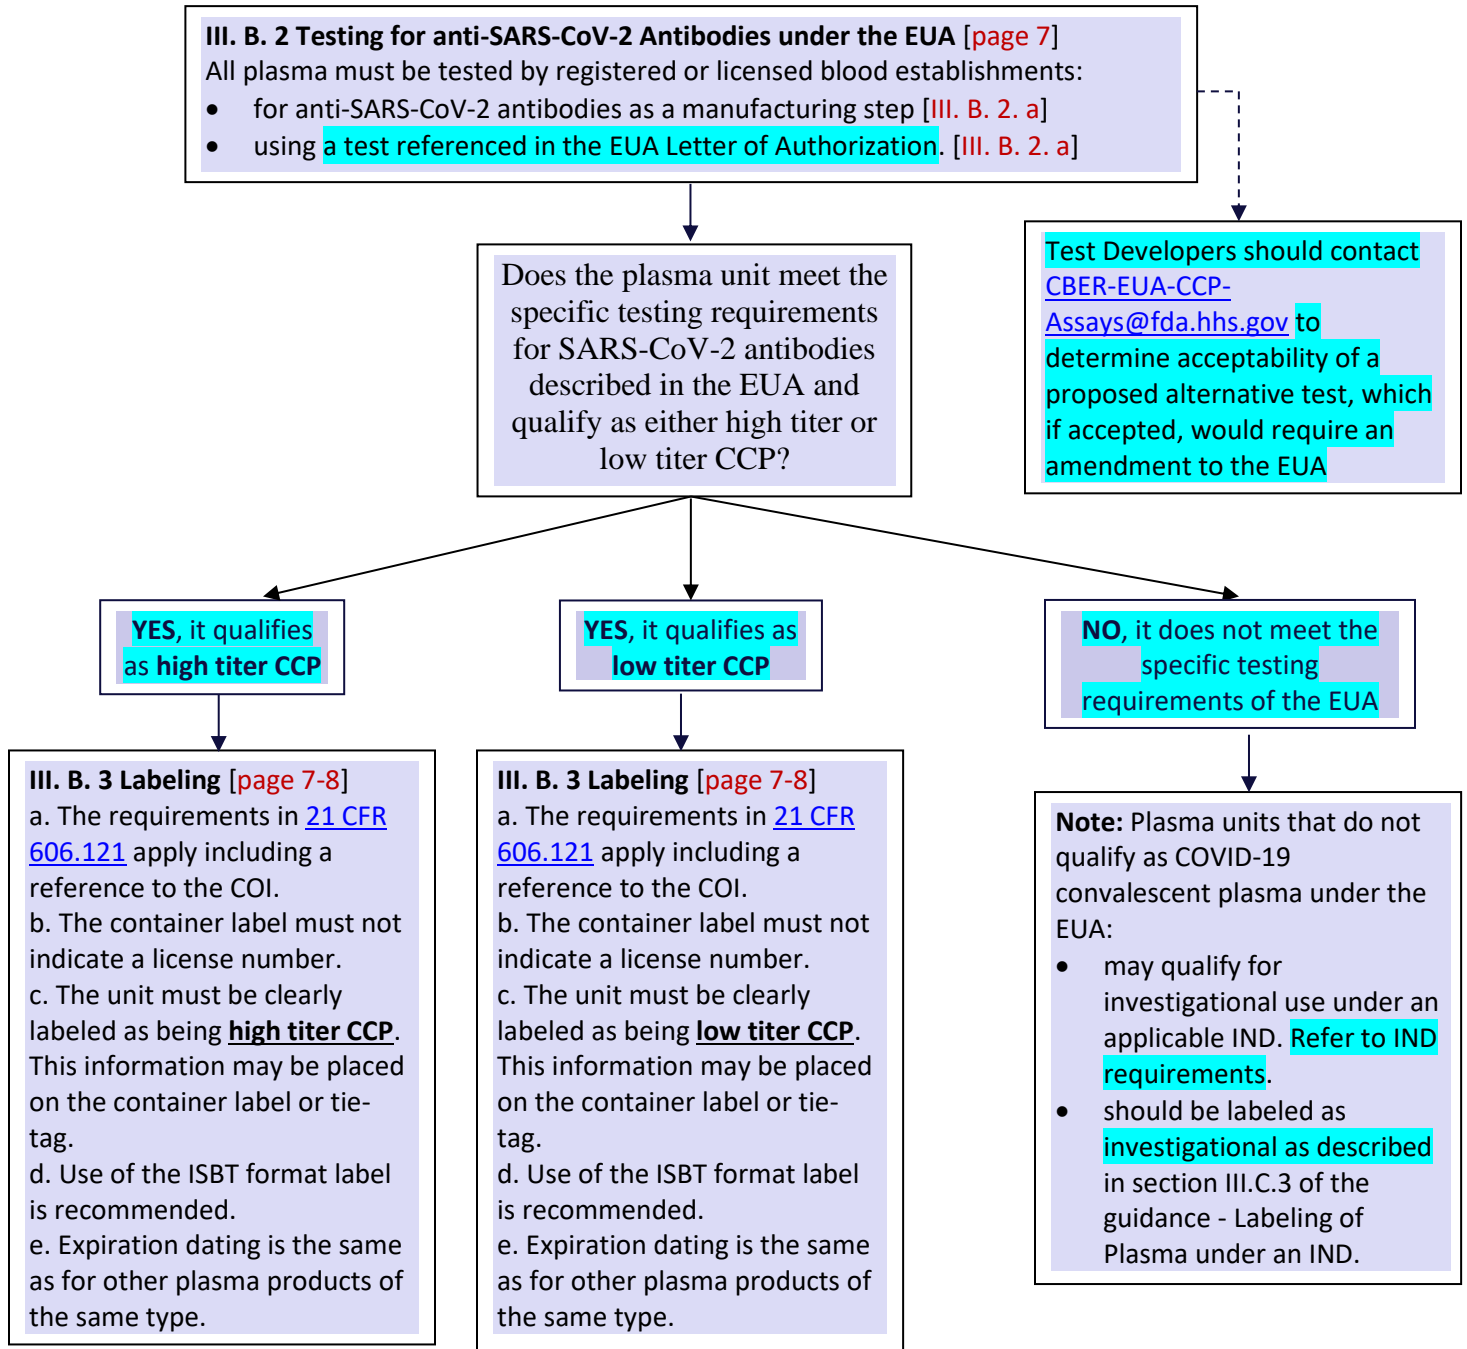 III. B. 2 Testing for anti-SARS-CoV-2 Antibodies under the EUA [page 7]
All plasma must be tested by registered or licensed blood establishments:
• for anti-SARS-CoV-2 antibodies as a manufacturing step [III. B. 2. a]
• using a test referenced in the EUA Letter of Authorization. [III. B. 2. a]
Test Developers should contact
CBER-EUA-CCP-
Assays@fda.hhs.gov to
determine acceptability of a
proposed alternative test, which
if accepted, would require an
amendment to the EUA
Does the plasma unit meet the
specific testing requirements
for SARS-CoV-2 antibodies
described in the EUA and
qualify as either high titer or
low titer CCP?
YES, it qualifies
as high titer CCP
YES, it qualifies as
low titer CCP
NO, it does not meet the
specific testing
requirements of the EUA
III. B. 3 Labeling [page 7-8]
a. The requirements in 21 CFR
606.121 apply including a
reference to the COI.
b. The container label must not
indicate a license number.
c. The unit must be clearly
labeled as being high titer CCP.
This information may be placed
on the container label or tie-
tag.
d. Use of the ISBT format label
is recommended.
e. Expiration dating is the same
as for other plasma products of
the same type.
III. B. 3 Labeling [page 7-8]
a. The requirements in 21 CFR
606.121 apply including a
reference to the COI.
b. The container label must not
indicate a license number.
c. The unit must be clearly
labeled as being low titer CCP.
This information may be placed
on the container label or tie-
tag.
d. Use of the ISBT format label
is recommended.
e. Expiration dating is the same
as for other plasma products of
the same type.
Note: Plasma units that do not
qualify as COVID-19
convalescent plasma under the
EUA:
• may qualify for
investigational use under an
applicable IND. Refer to IND
requirements.
• should be labeled as
investigational as described
in section III.C.3 of the
guidance - Labeling of
Plasma under an IND.